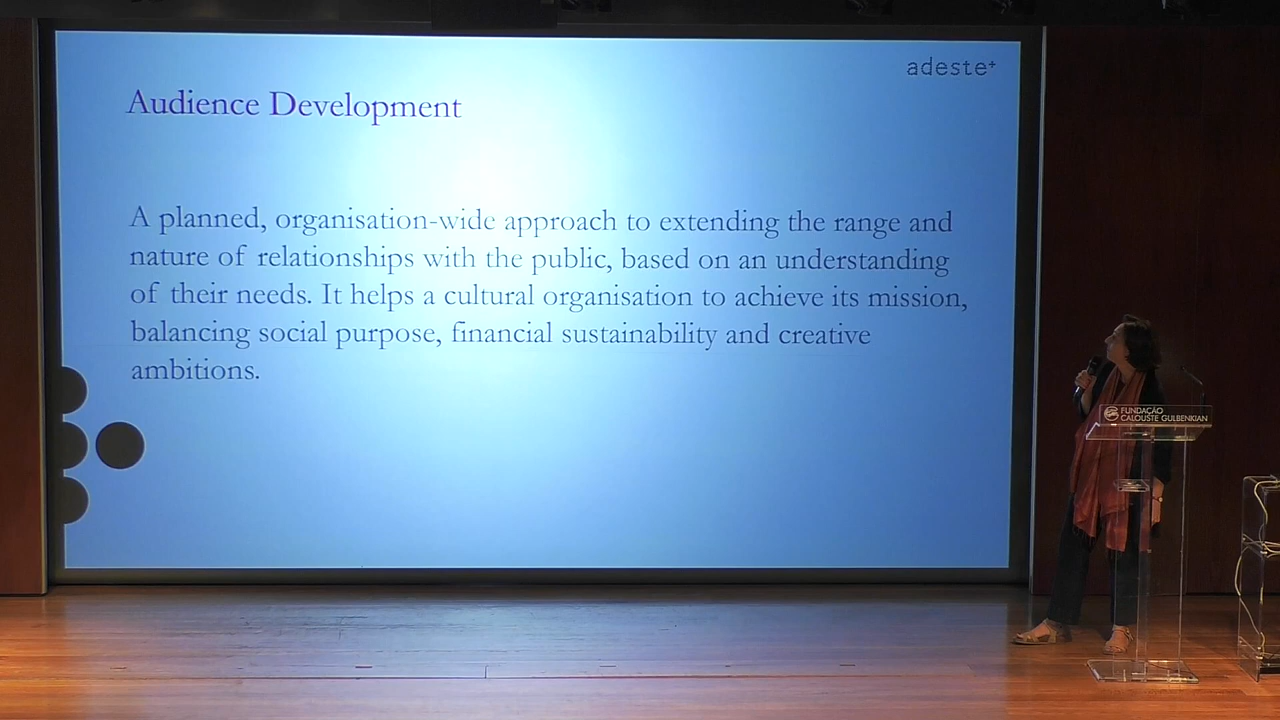 adeste+
Audience Development
A planned, organisation-wide approach to extending the range and
nature of relationships with the public, based on an understanding
of their needs. It helps a cultural organisation to achieve its mission,
balancing social purpose, financial sustainability and creative
ambitions.
FUNDAÇÃO
CALOUSTE GULBENKIAN